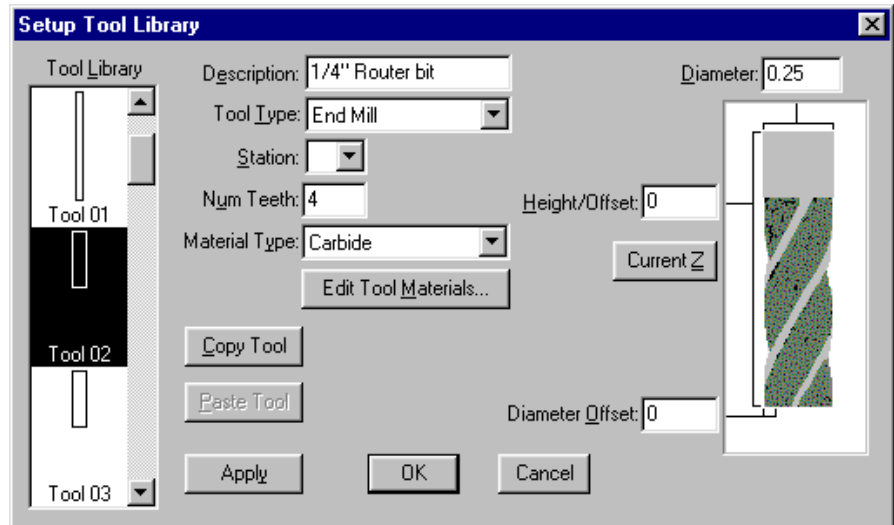 Setup Tool Library
Tool Library
Tool 01
Tool 02
Tool 03
Description: 1/4" Router bit
Tool Type: End Mill
Station:
Num Teeth: 4
Material Type: Carbide
Edit Tool Materials...
Copy Tool
Paste Tool
Apply
OK
Cancel
Diameter: 0.25
Height/Offset: 0
Current Z
Diameter Offset: 0